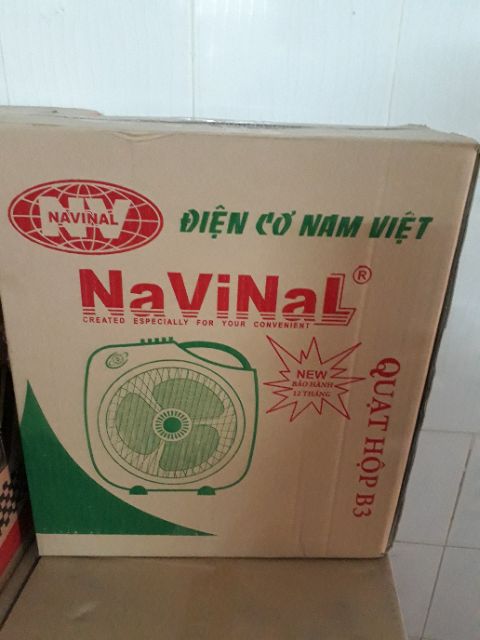 NAVINAL
NV
ĐIỆN CƠ NAM VIỆT
NaViNaL®
CREATED ESPECIALLY FOR YOUR CONVENIENT
NEW
BẢO HÀNH
12 THÁNG
QUẠT HỘP B3